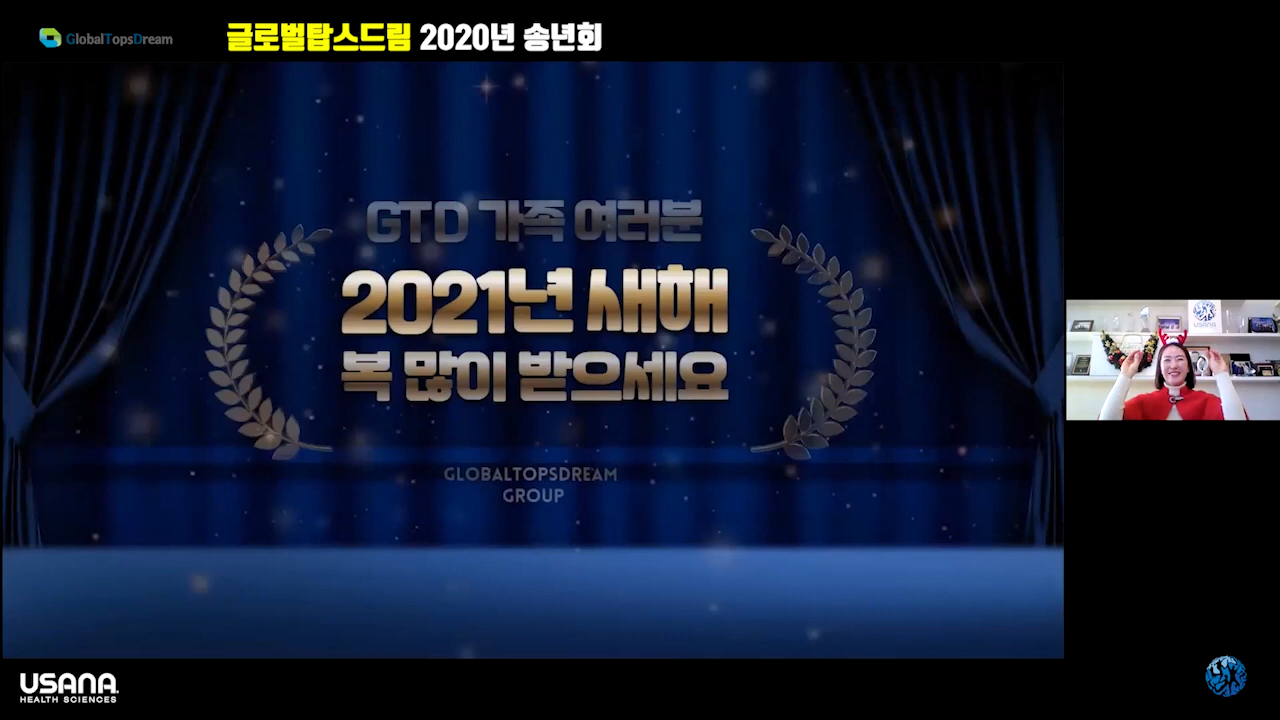 GlobalTopsDream
글로벌탑스드림 2020년 송년회
GTD 가족 여러분
2021년 새해
복 많이 받으세요
GLOBALTOPSDREAM
GROUP
USANA
USANA
HEALTH SCIENCES